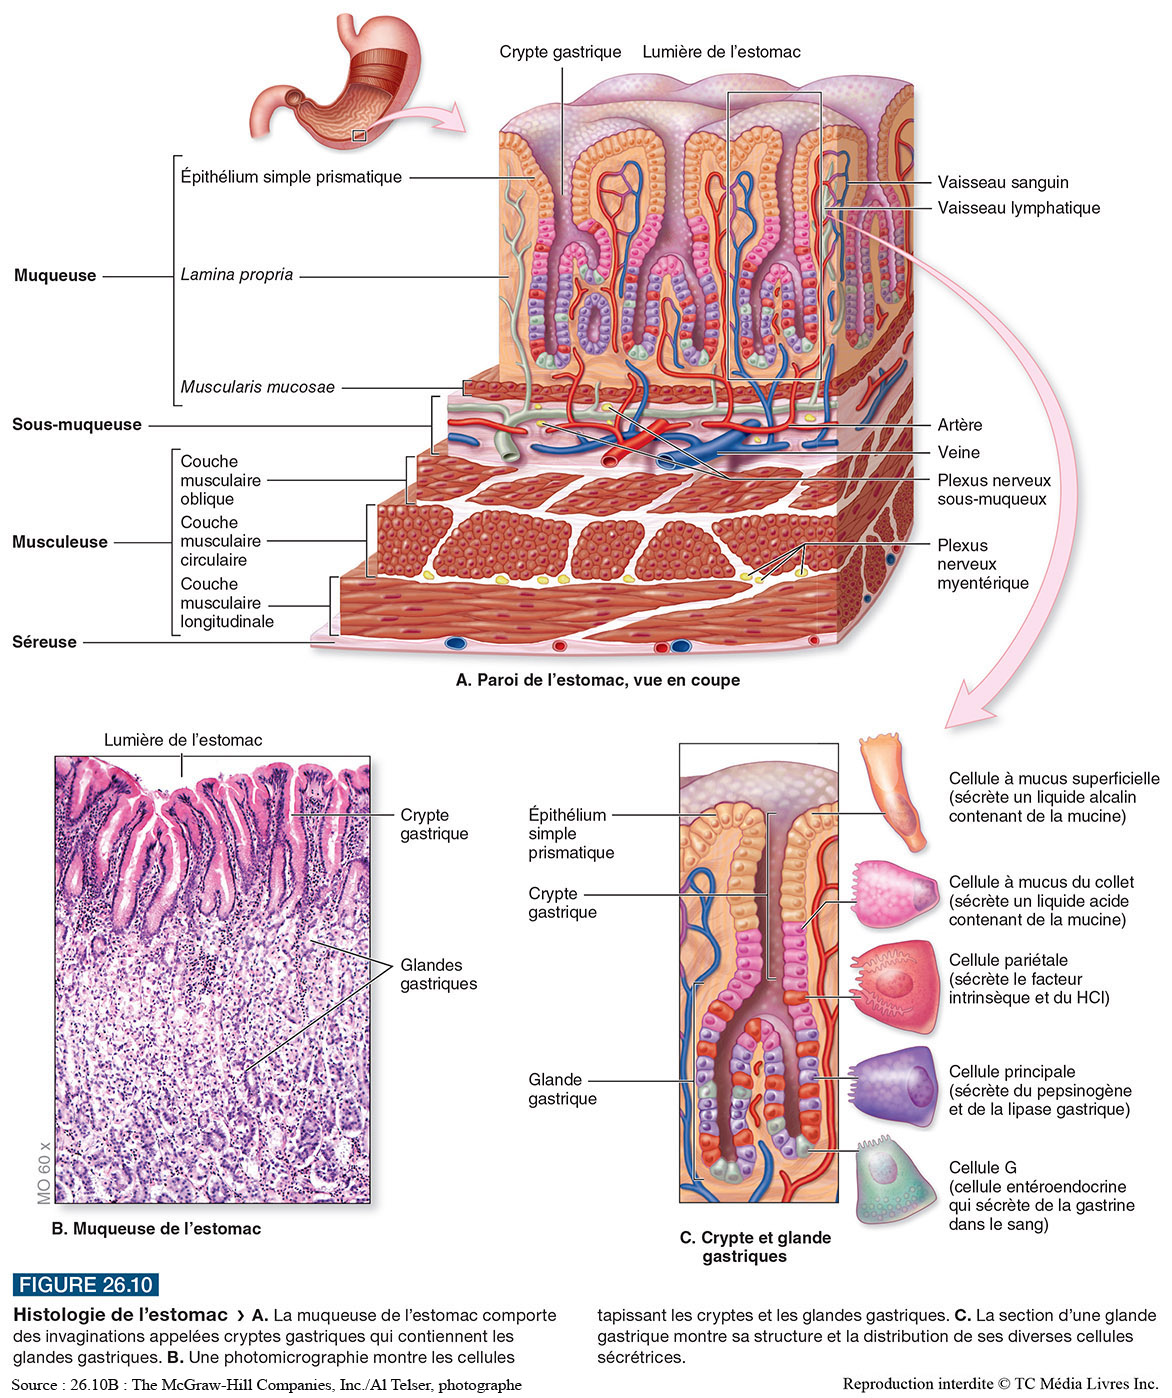 Crypte gastrique
Lumière de l'estomac
Muqueuse
Épithélium simple prismatique
Lamina propria
Muscularis mucosae
Sous-muqueuse
Musculeuse
Couche
musculaire
oblique
Couche
musculaire
circulaire
Couche
musculaire
longitudinale
Séreuse
Vaisseau sanguin
Vaisseau lymphatique
Artère
Veine
Plexus nerveux
sous-muqueux
Plexus
nerveux
myentérique
A. Paroi de l'estomac, vue en coupe
Lumière de l'estomac
Crypte
gastrique
Glandes
gastriques
MO 60 x
B. Muqueuse de l'estomac
Épithélium
simple
prismatique
Crypte
gastrique
Glande
gastrique
Cellule à mucus superficielle
(sécrète un liquide alcalin
contenant de la mucine)
Cellule à mucus du collet
(sécrète un liquide acide
contenant de la mucine)
Cellule pariétale
(sécrète le facteur
intrinsèque et du HCl)
Cellule principale
(sécrète du pepsinogène
et de la lipase gastrique)
Cellule G
(cellule entéroendocrine
qui sécrète de la gastrine
dans le sang)
C. Crypte et glande
gastriques
FIGURE 26.10
Histologie de l'estomac › A. La muqueuse de l'estomac comporte
des invaginations appelées cryptes gastriques qui contiennent les
glandes gastriques. B. Une photomicrographie montre les cellules
tapissant les cryptes et les glandes gastriques. C. La section d'une glande
gastrique montre sa structure et la distribution de ses diverses cellules
sécrétrices.
Source : 26.10B : The McGraw-Hill Companies, Inc./Al Telser, photographe
Reproduction interdite © TC Média Livres Inc.